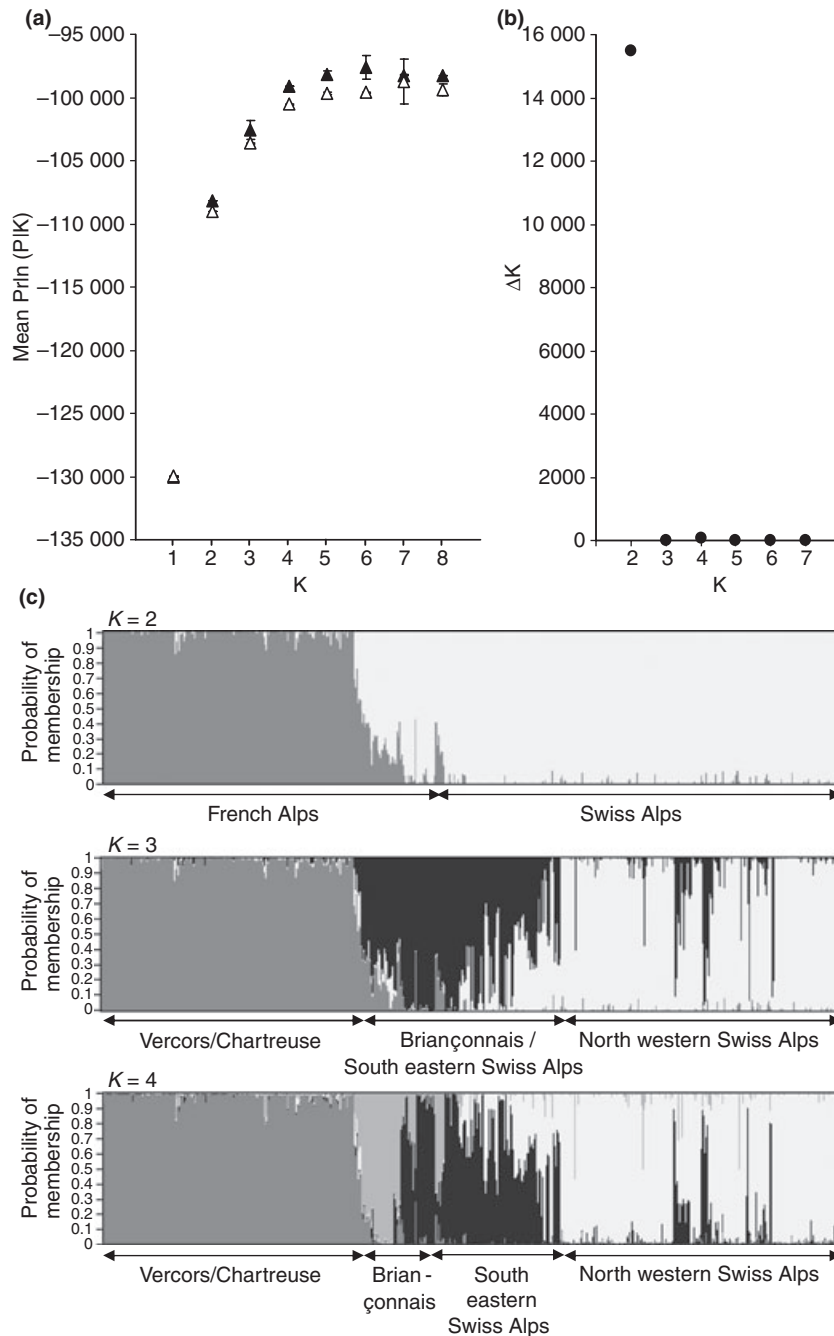 (a)
−95 000
−100 000
−105 000
−110 000
−115 000
−120 000
−125 000
−130 000
−135 000
Mean Prln (P|K)
1 2 3 4 5 6 7 8
K
(b)
16 000
14 000
12 000
10 000
8000
6000
4000
2000
0
ΔK
2 3 4 5 6 7
K
(c)
K = 2
Probability of
membership
1
0.9
0.8
0.7
0.6
0.5
0.4
0.3
0.2
0.1
0
French Alps
Swiss Alps
K = 3
Probability of
membership
1
0.9
0.8
0.7
0.6
0.5
0.4
0.3
0.2
0.1
0
Vercors/Chartreuse
Briançonnais /
South eastern Swiss Alps
North western Swiss Alps
K = 4
Probability of
membership
1
0.9
0.8
0.7
0.6
0.5
0.4
0.3
0.2
0.1
0
Vercors/Chartreuse
Brian -
çonnais
South
eastern
Swiss Alps
North western Swiss Alps